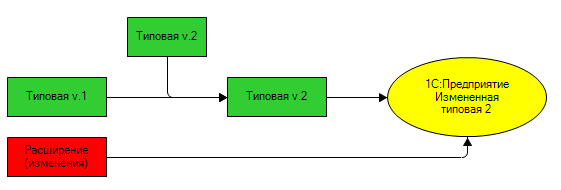 Типовая v.2
Типовая v.1
Типовая v.2
1С:Предприятие
Измененная
типовая 2
Расширение
(изменения)